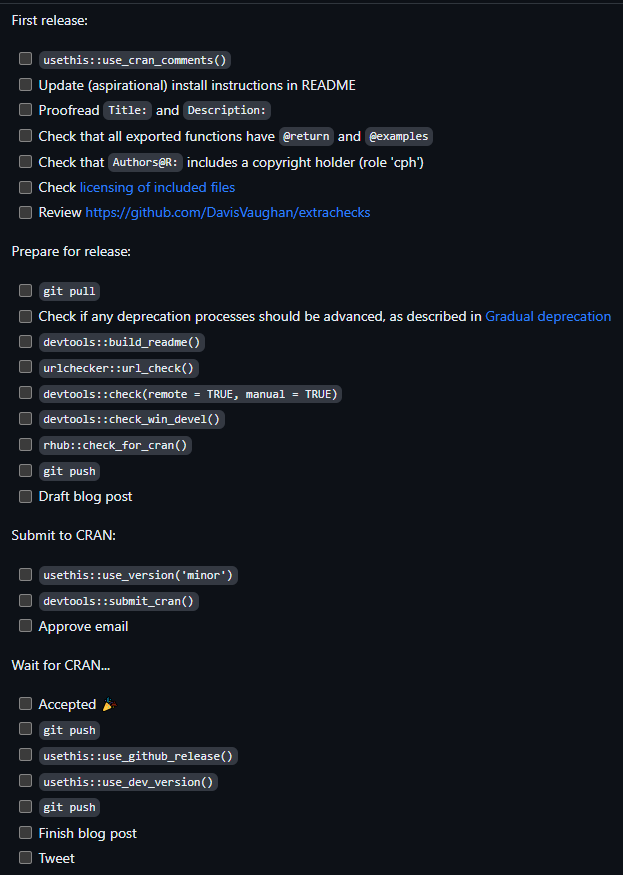 First release:
usethis::use_cran_comments()
Update (aspirational) install instructions in README
Proofread Title: and Description:
Check that all exported functions have @return and @examples
Check that Authors@R: includes a copyright holder (role 'cph')
Check licensing of included files
Review https://github.com/DavisVaughan/extrachecks
Prepare for release:
git pull
Check if any deprecation processes should be advanced, as described in Gradual deprecation
devtools::build_readme()
urlchecker::url_check()
devtools::check(remote = TRUE, manual = TRUE)
devtools::check_win_devel()
rhub::check_for_cran()
git push
Draft blog post
Submit to CRAN:
usethis::use_version('minor')
devtools::submit_cran()
Approve email
Wait for CRAN...
Accepted 🎉
git push
usethis::use_github_release()
usethis::use_dev_version()
git push
Finish blog post
Tweet